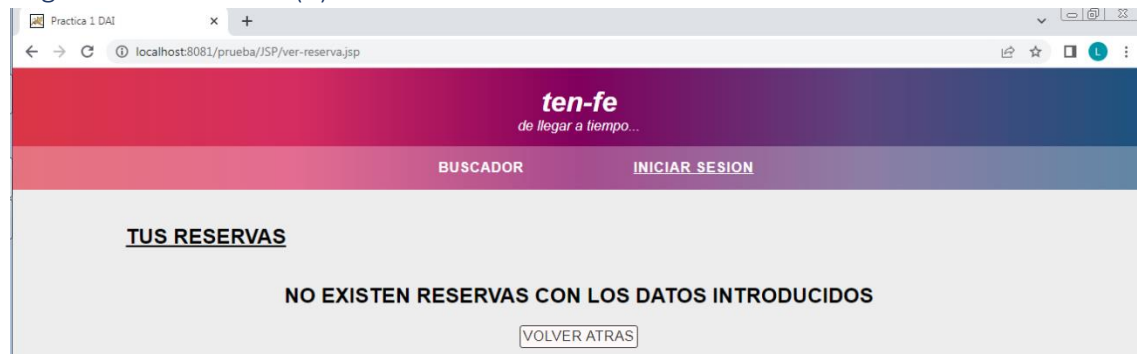 Practica 1 DAI
localhost:8081/prueba/JSP/ver-reserva.jsp
L
ten-fe
de llegar a tiempo...
BUSCADOR INICIAR SESION
TUS RESERVAS
NO EXISTEN RESERVAS CON LOS DATOS INTRODUCIDOS
VOLVER ATRAS